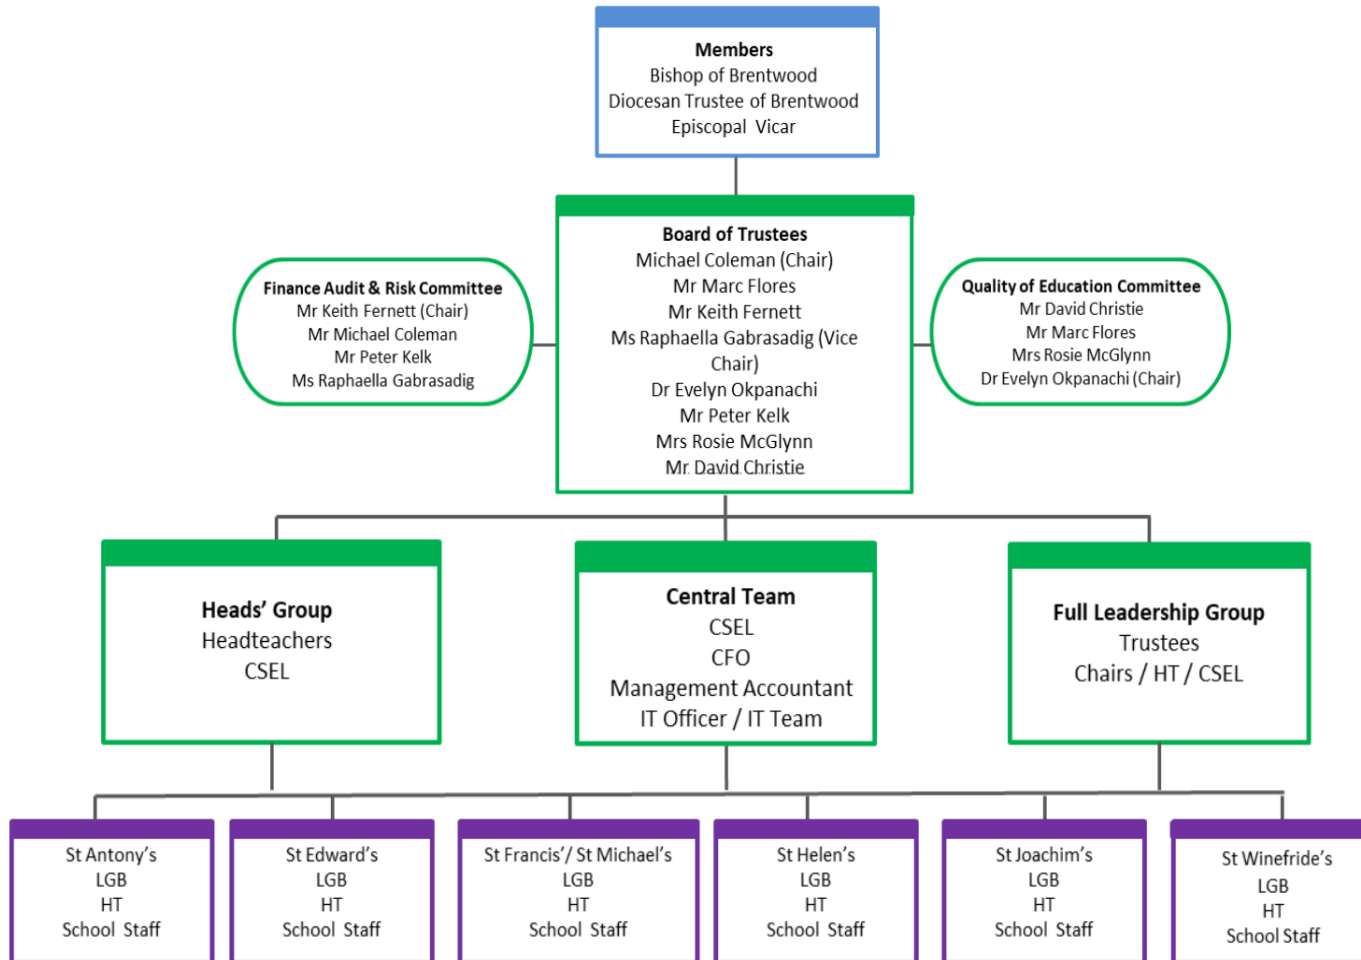 Members
Bishop of Brentwood
Diocesan Trustee of Brentwood
Episcopal Vicar
Board of Trustees
Michael Coleman (Chair)
Mr Marc Flores
Mr Keith Fernett
Ms Raphaella Gabrasadig (Vice
Chair)
Dr Evelyn Okpanachi
Mr Peter Kelk
Mrs Rosie McGlynn
Mr. David Christie
Finance Audit & Risk Committee
Mr Keith Fernett (Chair)
Mr Michael Coleman
Mr Peter Kelk
Ms Raphaella Gabrasadig
Quality of Education Committee
Mr David Christie
Mr Marc Flores
Mrs Rosie McGlynn
Dr Evelyn Okpanachi (Chair)
Heads’ Group
Headteachers
CSEL
Central Team
CSEL
CFO
Management Accountant
IT Officer / IT Team
Full Leadership Group
Trustees
Chairs / HT / CSEL
St Antony’s
LGB
HT
School Staff
St Edward’s
LGB
HT
School Staff
St Francis’/ St Michael’s
LGB
HT
School Staff
St Helen’s
LGB
HT
School Staff
St Joachim’s
LGB
HT
School Staff
St Winefride’s
LGB
HT
School Staff